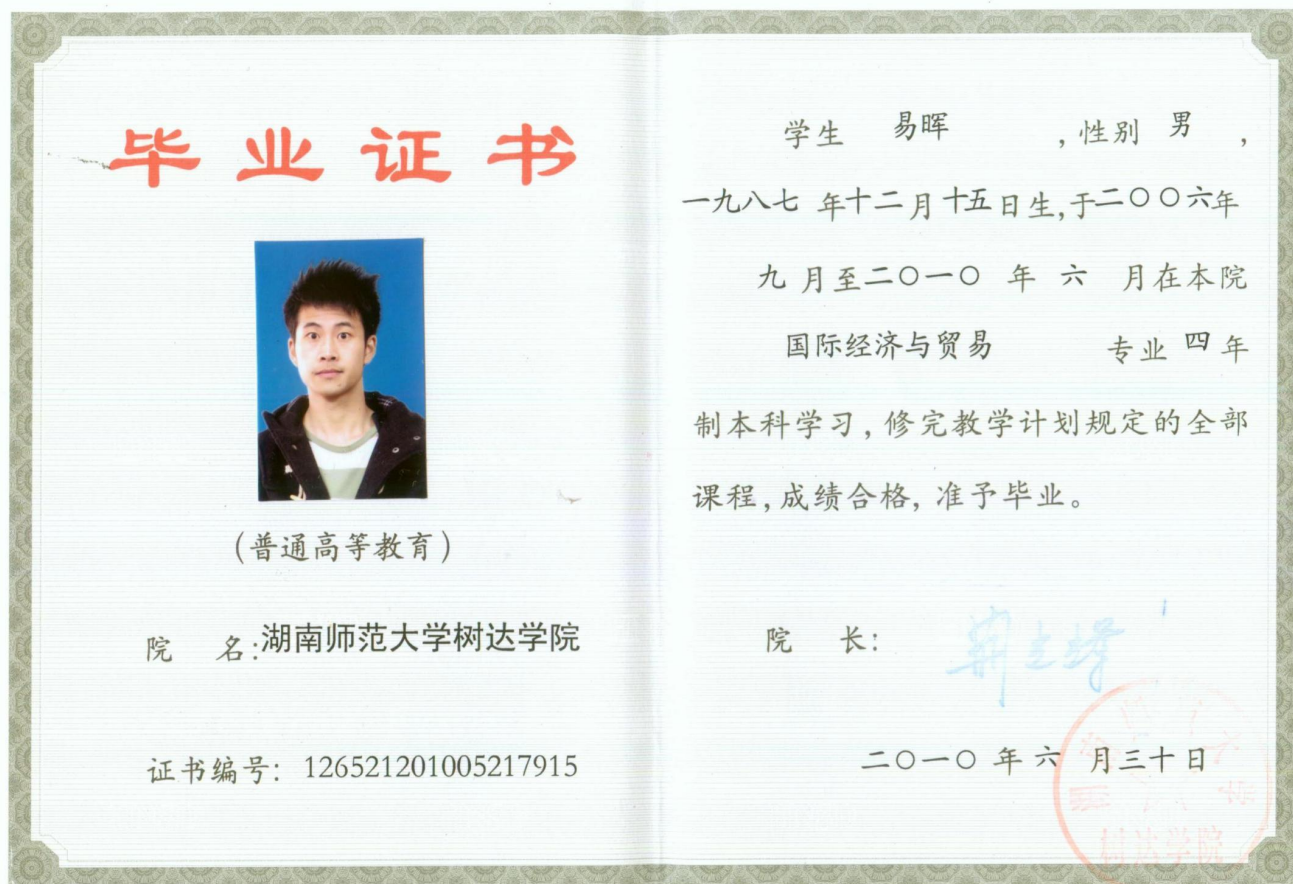 毕业证书
(普通高等教育)
院 名:湖南师范大学树达学院
证书编号: 126521201005217915
学生 易晖 ,性别 男 ,
一九八七 年十二月十五日生,于二〇〇六年
九 月至二〇一〇 年 六 月在本院
国际经济与贸易 专业 四 年
制本科学习,修完教学计划规定的全部
课程,成绩合格,准予毕业。
院 长:
二〇一〇 年 六 月三十日
树达学院